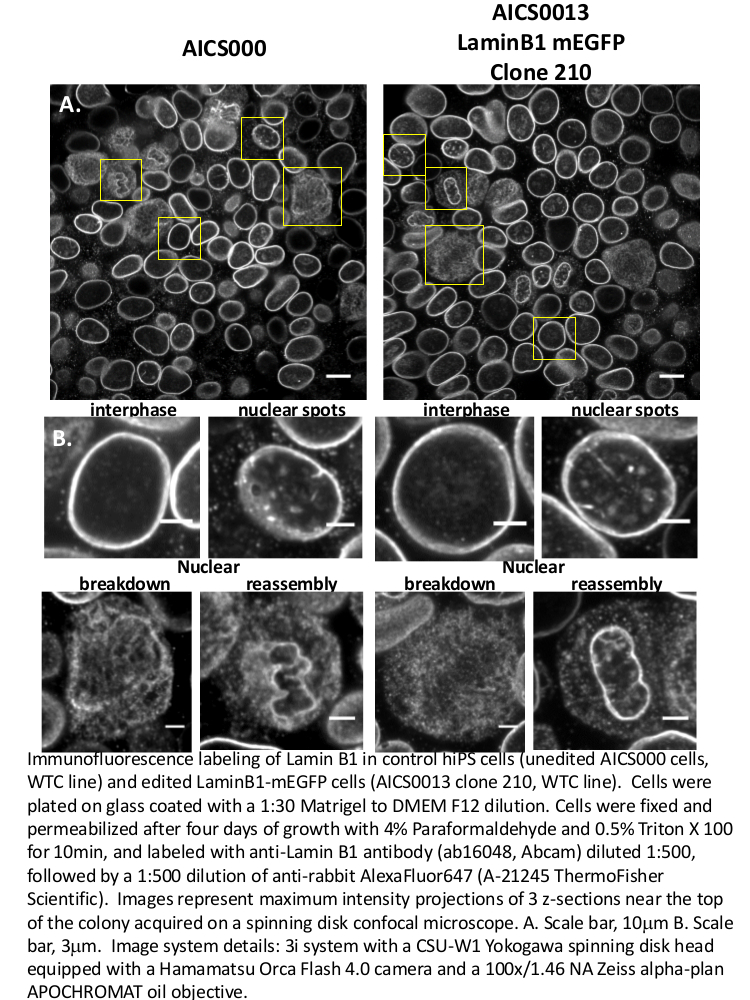 AICS000
AICS0013
LaminB1 mEGFP
Clone 210
A.
interphase nuclear spots interphase nuclear spots
B.
Nuclear Nuclear
breakdown reassembly breakdown reassembly
Immunofluorescence labeling of Lamin B1 in control hiPS cells (unedited AICS000 cells,
WTC line) and edited LaminB1-mEGFP cells (AICS0013 clone 210, WTC line).  Cells were
plated on glass coated with a 1:30 Matrigel to DMEM F12 dilution. Cells were fixed and
permeabilized after four days of growth with 4% Paraformaldehyde and 0.5% Triton X 100
for 10min, and labeled with anti-Lamin B1 antibody (ab16048, Abcam) diluted 1:500,
followed by a 1:500 dilution of anti-rabbit AlexaFluor647 (A-21245 ThermoFisher
Scientific).  Images represent maximum intensity projections of 3 z-sections near the top
of the colony acquired on a spinning disk confocal microscope. A. Scale bar, 10μm B. Scale
bar, 3μm.  Image system details: 3i system with a CSU-W1 Yokogawa spinning disk head
equipped with a Hamamatsu Orca Flash 4.0 camera and a 100x/1.46 NA Zeiss alpha-plan
APOCHROMAT oil objective.